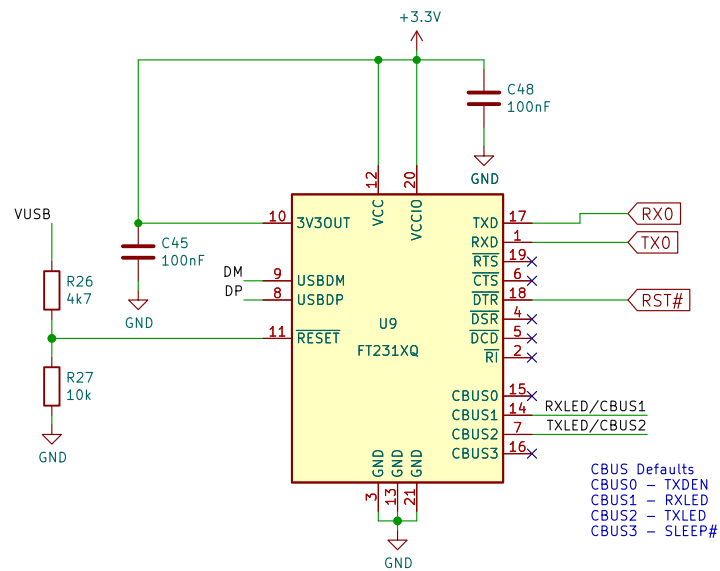 +3.3V
C48
100nF
GND
12
20
VCC
VCCIO
VUSB
10
3V3OUT
TXD
17
RX0
RXD
1
TX0
C45
100nF
RTS
19
R26
4k7
DM
9
USBDM
CTS
6
DP
8
USBDP
DTR
18
RST#
GND
U9
DSR
4
11
RESET
FT231XQ
DCD
5
RI
2
R27
10k
CBUS0
15
CBUS1
14
RXLED/CBUS1
CBUS2
7
TXLED/CBUS2
GND
CBUS3
16
GND
GND
GND
3
13
21
GND
CBUS Defaults
CBUS0 – TXDEN
CBUS1 – RXLED
CBUS2 – TXLED
CBUS3 – SLEEP#